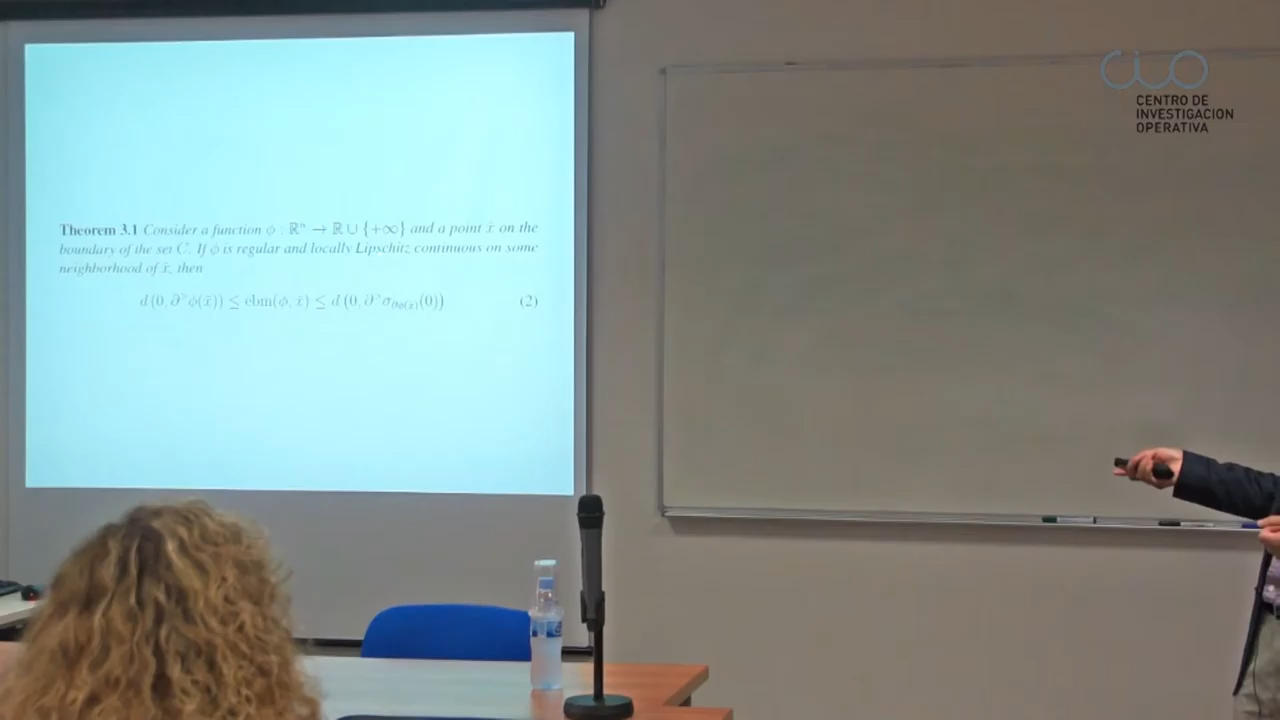 Theorem 3.1 Consider a function ϕ : ℝⁿ → ℝ ∪ {+∞} and a point x̄ on the
boundary of the set C. If ϕ is regular and locally Lipschitz continuous on some
neighborhood of x̄, then
d (0, ∂^>ϕ(x̄)) ≤ ebm(ϕ, x̄) ≤ d (0, ∂^>σ_{∂ϕ(x̄)}(0)) (2)
CIO
CENTRO DE
INVESTIGACION
OPERATIVA